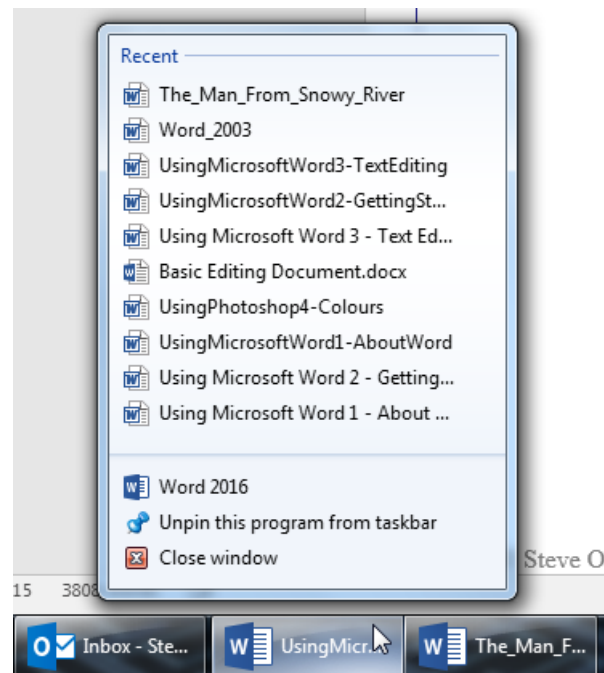 Recent
The_Man_From_Snowy_River
Word_2003
UsingMicrosoftWord3-TextEditing
UsingMicrosoftWord2-GettingSt...
Using Microsoft Word 3 - Text Ed...
Basic Editing Document.docx
UsingPhotoshop4-Colours
UsingMicrosoftWord1-AboutWord
Using Microsoft Word 2 - Getting...
Using Microsoft Word 1 - About ...
Word 2016
Unpin this program from taskbar
Close window
Steve O
15 3808
Inbox - Ste... UsingMicr... The_Man_F...